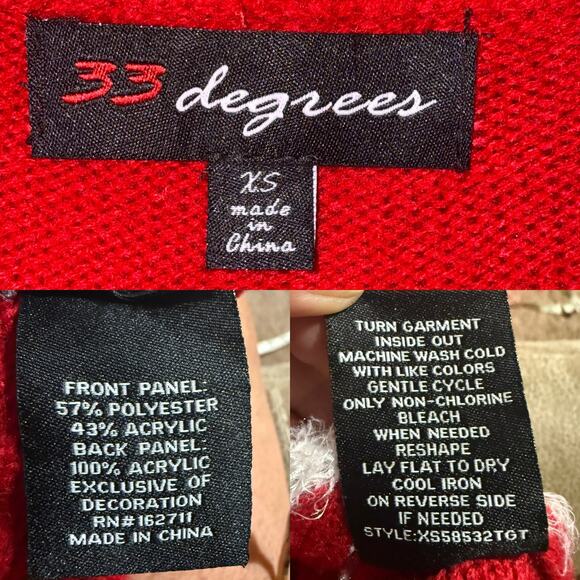 33 degrees
XS
made
in
China
FRONT PANEL:
57% POLYESTER
43% ACRYLIC
BACK PANEL:
100% ACRYLIC
EXCLUSIVE OF
DECORATION
RN#162711
MADE IN CHINA
TURN GARMENT
INSIDE OUT
MACHINE WASH COLD
WITH LIKE COLORS
GENTLE CYCLE
ONLY NON-CHLORINE
BLEACH
WHEN NEEDED
RESHAPE
LAY FLAT TO DRY
COOL IRON
ON REVERSE SIDE
IF NEEDED
STYLE:XS58532TGT